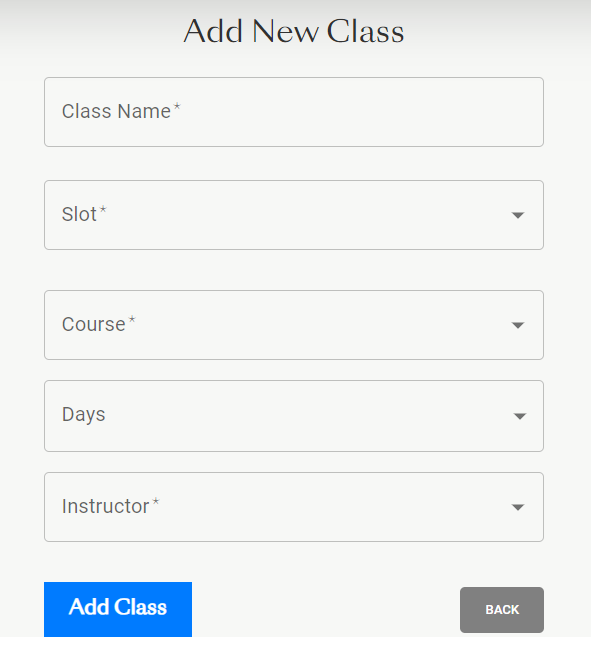 Add New Class
Class Name *
Slot *
Course *
Days
Instructor *
Add Class
BACK